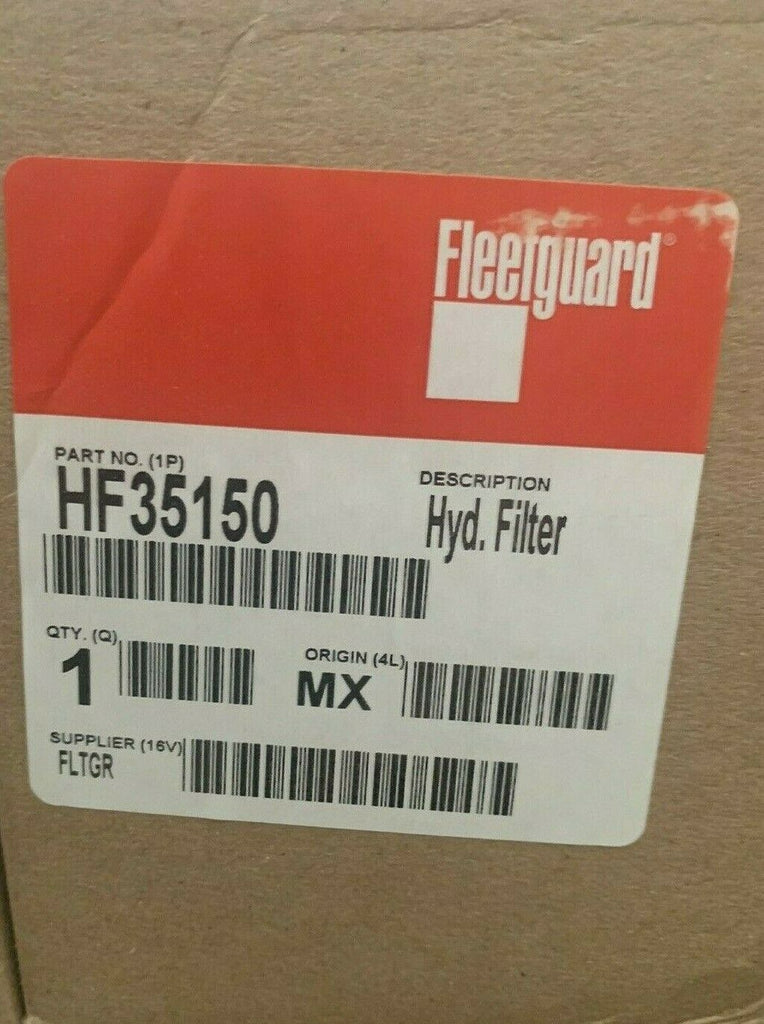 Fleetguard®
PART NO. (1P)
HF35150
DESCRIPTION
Hyd. Filter
QTY. (Q)
1
ORIGIN (4L)
MX
SUPPLIER (16V)
FLTGR